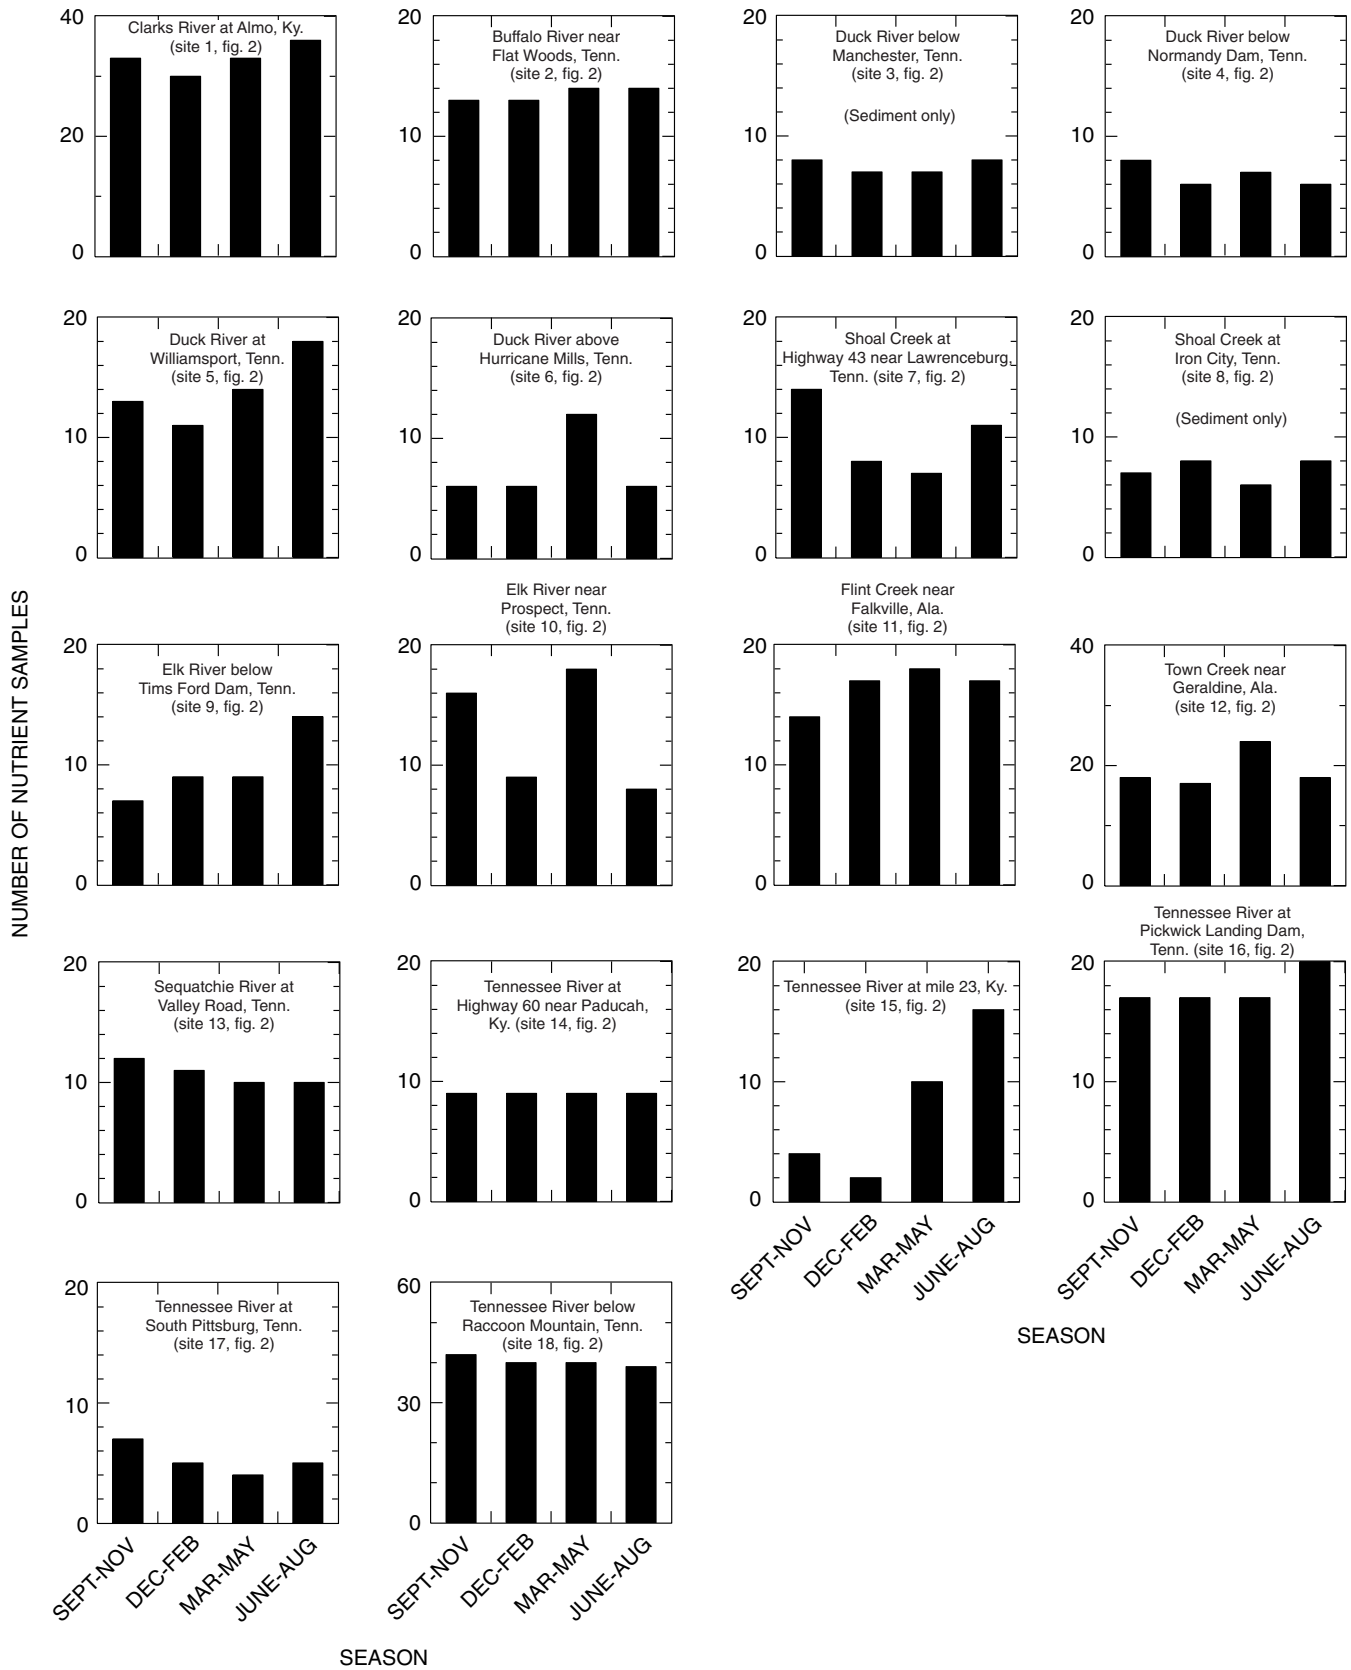 NUMBER OF NUTRIENT SAMPLES
40
20
0
Clarks River at Almo, Ky.
(site 1, fig. 2)
20
10
0
Buffalo River near
Flat Woods, Tenn.
(site 2, fig. 2)
20
10
0
Duck River below
Manchester, Tenn.
(site 3, fig. 2)
(Sediment only)
20
10
0
Duck River below
Normandy Dam, Tenn.
(site 4, fig. 2)
20
10
0
Duck River at
Williamsport, Tenn.
(site 5, fig. 2)
20
10
0
Duck River above
Hurricane Mills, Tenn.
(site 6, fig. 2)
20
10
0
Shoal Creek at
Highway 43 near Lawrenceburg,
Tenn. (site 7, fig. 2)
20
10
0
Shoal Creek at
Iron City, Tenn.
(site 8, fig. 2)
(Sediment only)
20
10
0
Elk River below
Tims Ford Dam, Tenn.
(site 9, fig. 2)
Elk River near
Prospect, Tenn.
(site 10, fig. 2)
20
10
0
Flint Creek near
Falkville, Ala.
(site 11, fig. 2)
20
10
0
40
20
0
Town Creek near
Geraldine, Ala.
(site 12, fig. 2)
20
10
0
Sequatchie River at
Valley Road, Tenn.
(site 13, fig. 2)
20
10
0
Tennessee River at
Highway 60 near Paducah,
Ky. (site 14, fig. 2)
20
10
0
Tennessee River at mile 23, Ky.
(site 15, fig. 2)
SEPT-NOV
DEC-FEB
MAR-MAY
JUNE-AUG
Tennessee River at
Pickwick Landing Dam,
Tenn. (site 16, fig. 2)
20
10
0
SEPT-NOV
DEC-FEB
MAR-MAY
JUNE-AUG
SEASON
20
10
0
Tennessee River at
South Pittsburg, Tenn.
(site 17, fig. 2)
SEPT-NOV
DEC-FEB
MAR-MAY
JUNE-AUG
60
30
0
Tennessee River below
Raccoon Mountain, Tenn.
(site 18, fig. 2)
SEPT-NOV
DEC-FEB
MAR-MAY
JUNE-AUG
SEASON